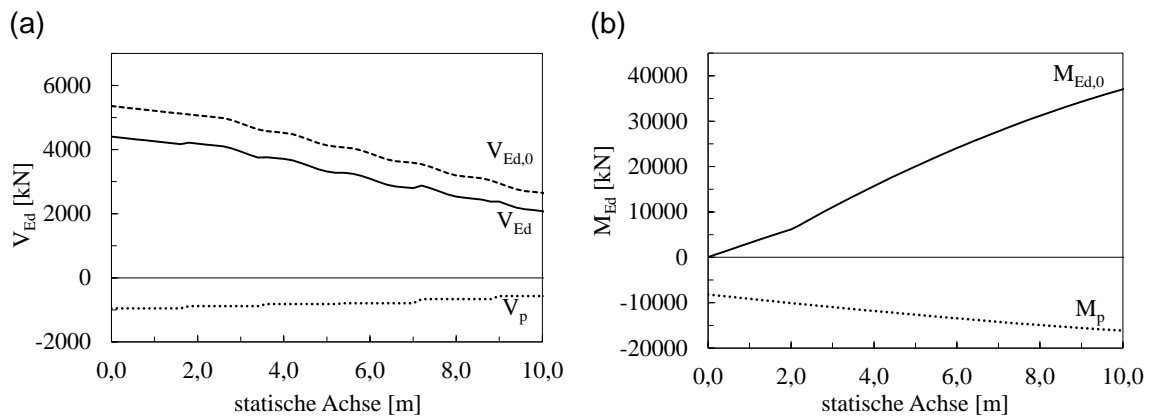 (a)
6000
4000
2000
0
-2000
V_Ed [kN]
V_Ed,0
V_Ed
V_p
0,0 2,0 4,0 6,0 8,0 10,0
statische Achse [m]
(b)
40000
30000
20000
10000
0
-10000
-20000
M_Ed [kN]
M_Ed,0
M_p
0,0 2,0 4,0 6,0 8,0 10,0
statische Achse [m]